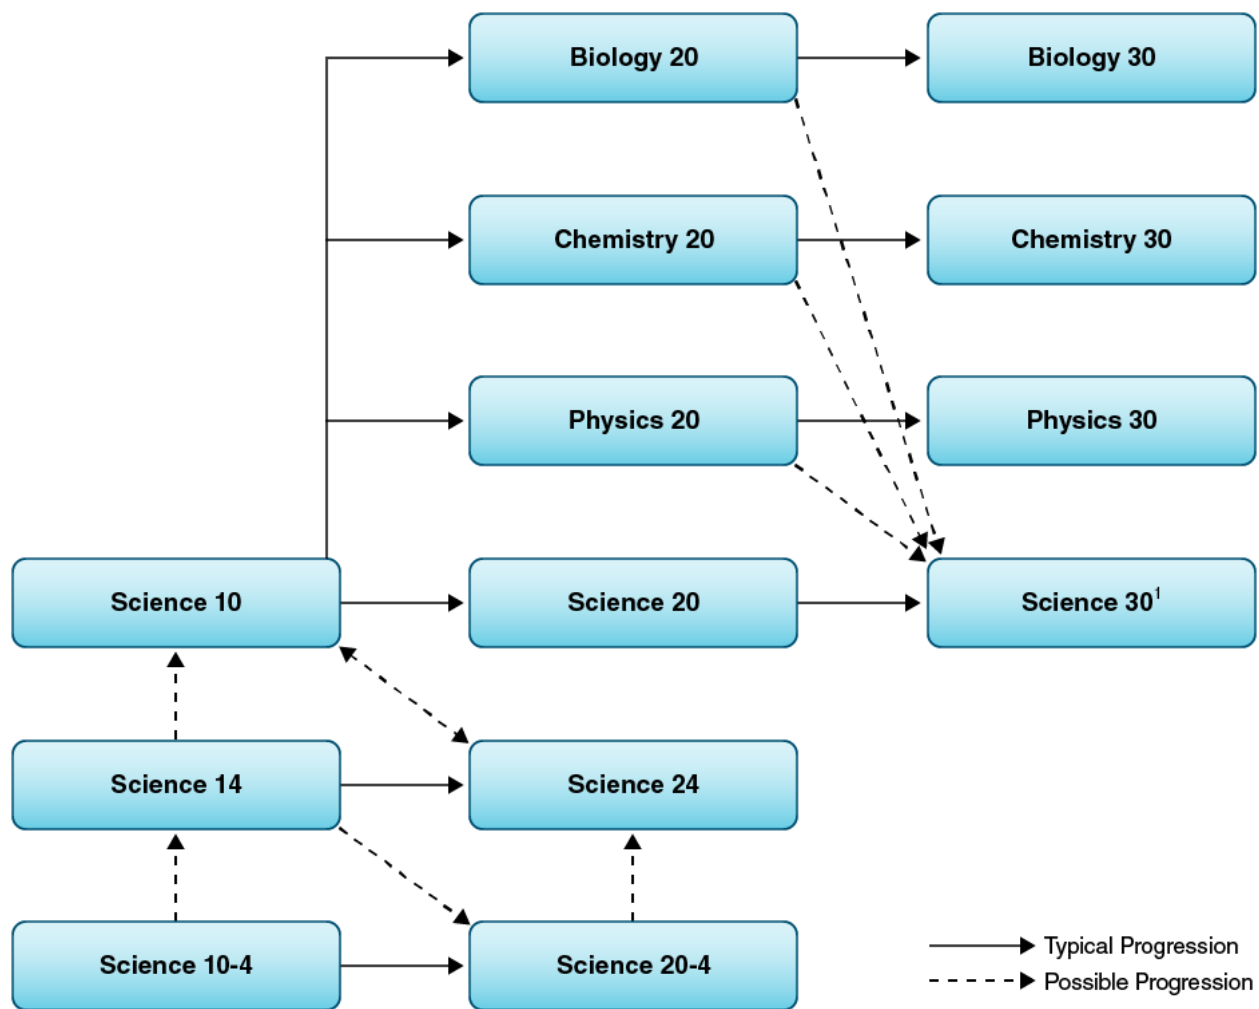 Biology 20
Biology 30
Chemistry 20
Chemistry 30
Physics 20
Physics 30
Science 10
Science 20
Science 30¹
Science 14
Science 24
Science 10-4
Science 20-4
Typical Progression
Possible Progression